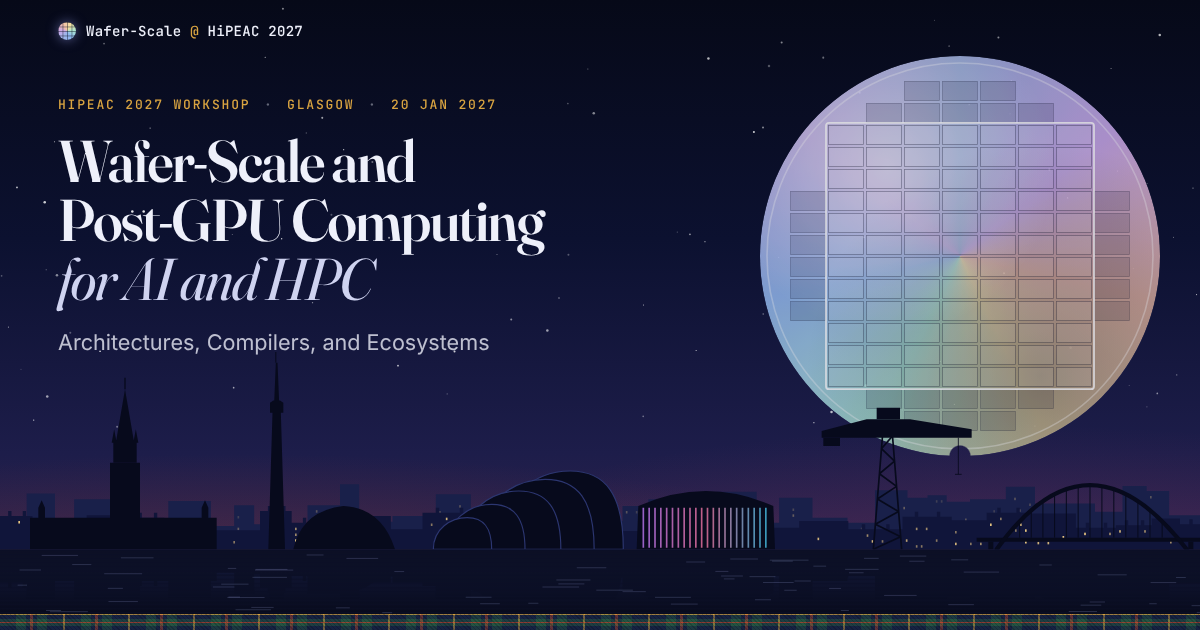 Wafer-Scale @ HiPEAC 2027
HIPEAC 2027 WORKSHOP · GLASGOW · 20 JAN 2027
Wafer-Scale and
Post-GPU Computing
for AI and HPC
Architectures, Compilers, and Ecosystems